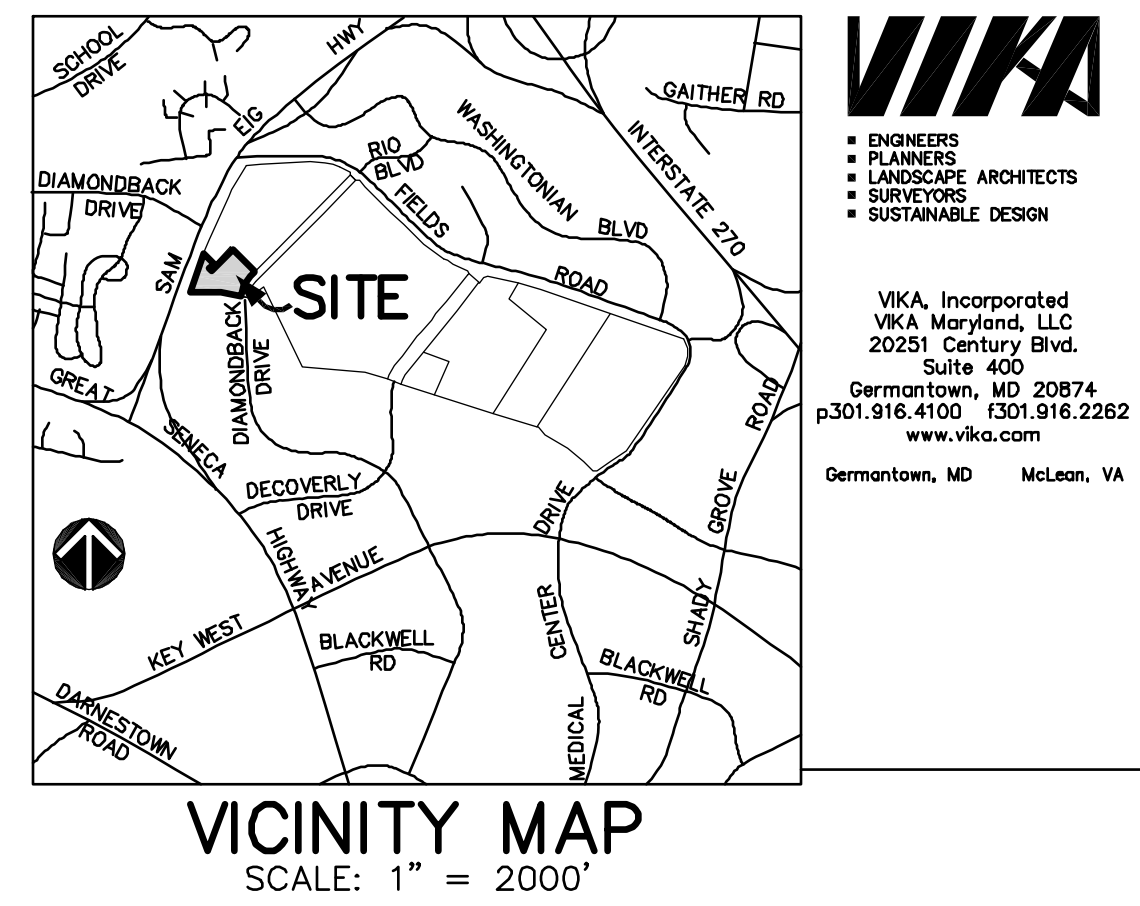 SCHOOL
DRIVE
HWY
EIG
GAITHER RD
WASHINGTONIAN
BLVD
INTERSTATE 270
RIO
BLVD
FIELDS
ROAD
DIAMONDBACK
DRIVE
SAM
SITE
DIAMONDBACK
DRIVE
GREAT
SENECA
HIGHWAY
DECOVERLY
DRIVE
KEY WEST
AVENUE
BLACKWELL
RD
DARNESTOWN
ROAD
MEDICAL
CENTER
DRIVE
BLACKWELL
RD
SHADY
GROVE
ROAD
VICINITY MAP
SCALE: 1" = 2000'
VIKA
ENGINEERS
PLANNERS
LANDSCAPE ARCHITECTS
SURVEYORS
SUSTAINABLE DESIGN
VIKA, Incorporated
VIKA Maryland, LLC
20251 Century Blvd.
Suite 400
Germantown, MD 20874
p301.916.4100 f301.916.2262
www.vika.com
Germantown, MD McLean, VA